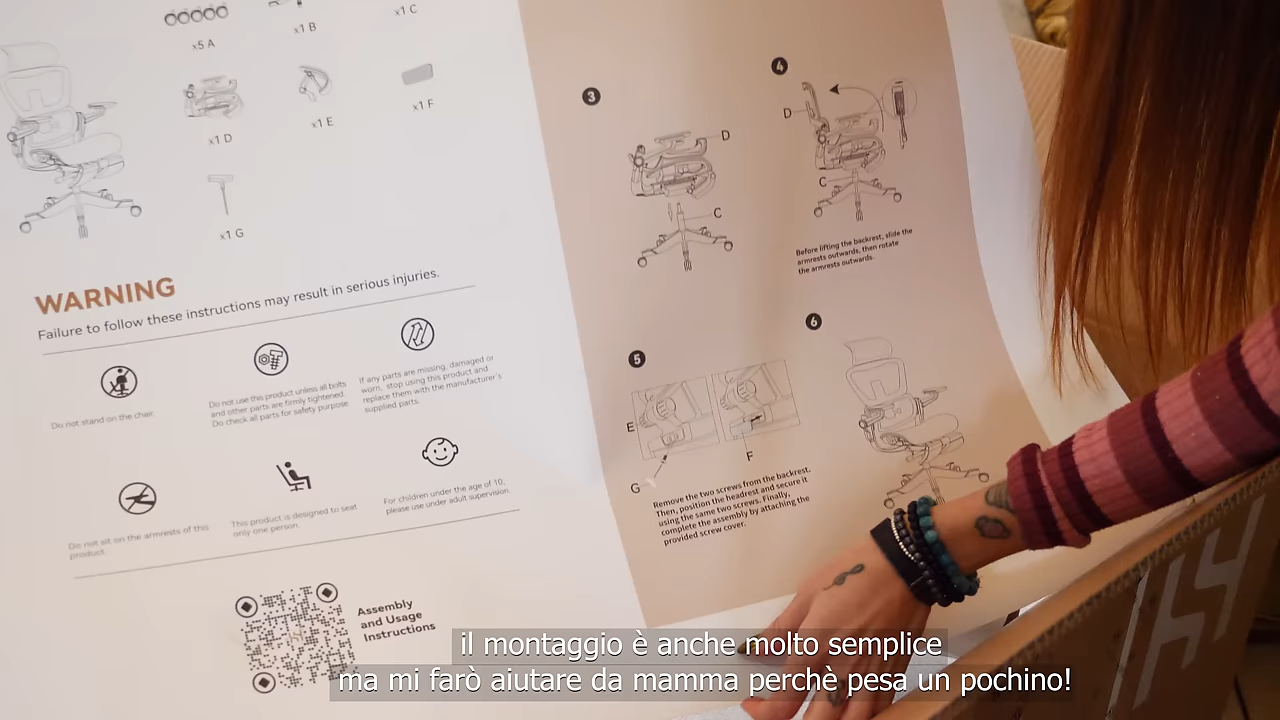 x5 A
x1 B
x1 C
x1 D
x1 E
x1 F
x1 G
WARNING
Failure to follow these instructions may result in serious injuries.
Do not stand on the chair.
Do not use this product unless all bolts
and other parts are firmly tightened.
Do check all parts for safety purpose.
If any parts are missing, damaged or
worn, stop using this product and
replace them with the manufacturer's
supplied parts.
Do not sit on the armrests of this
product.
This product is designed to seat
only one person.
For children under the age of 10,
please use under adult supervision.
Assembly
and Usage
Instructions
3
D
C
4
D
C
Before lifting the backrest, slide the
armrests outwards, then rotate
the armrests outwards.
5
E
F
G
Remove the two screws from the backrest.
Then, position the headrest and secure it
using the same two screws. Finally,
complete the assembly by attaching the
provided screw cover.
6
il montaggio è anche molto semplice
ma mi farò aiutare da mamma perchè pesa un pochino!